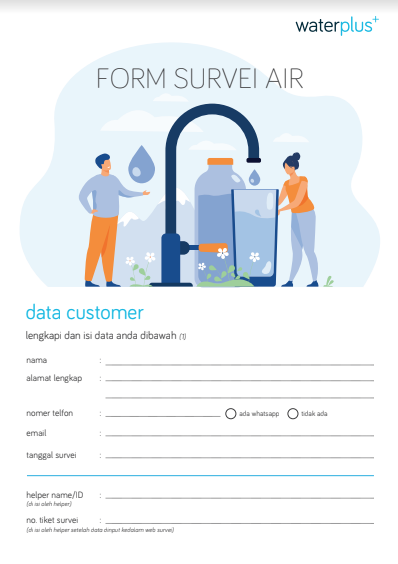 waterplus+
FORM SURVEI AIR
data customer
lengkapi dan isi data anda dibawah (1)
nama :
alamat lengkap :
nomer telfon : ada whatsapp tidak ada
email :
tanggal survei :
helper name/ID :
(di isi oleh helper)
no. tiket survei :
(di isi oleh helper setelah data dinput kedalam web survei)